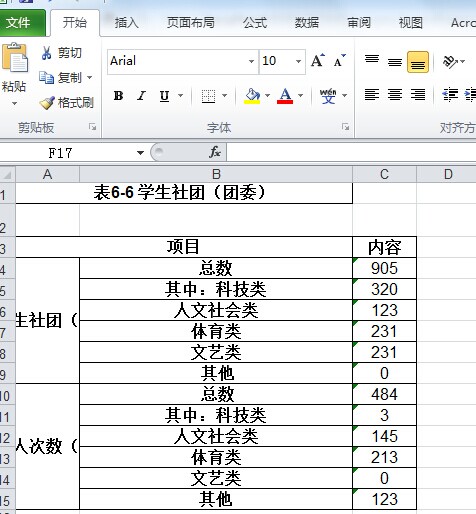 文件 开始 插入 页面布局 公式 数据 审阅 视图 Acro
剪切
复制
格式刷
粘贴
Arial 10 A A
B I U A wén 文
剪贴板 字体 对齐方
F17 fx
A B C D
1 表6-6 学生社团（团委）
2
3 项目 内容
4 总数 905
5 其中：科技类 320
6 人文社会类 123
生社团（
7 体育类 231
8 文艺类 231
9 其他 0
10 总数 484
11 其中：科技类 3
12 人文社会类 145
人次数（
13 体育类 213
14 文艺类 0
15 其他 123